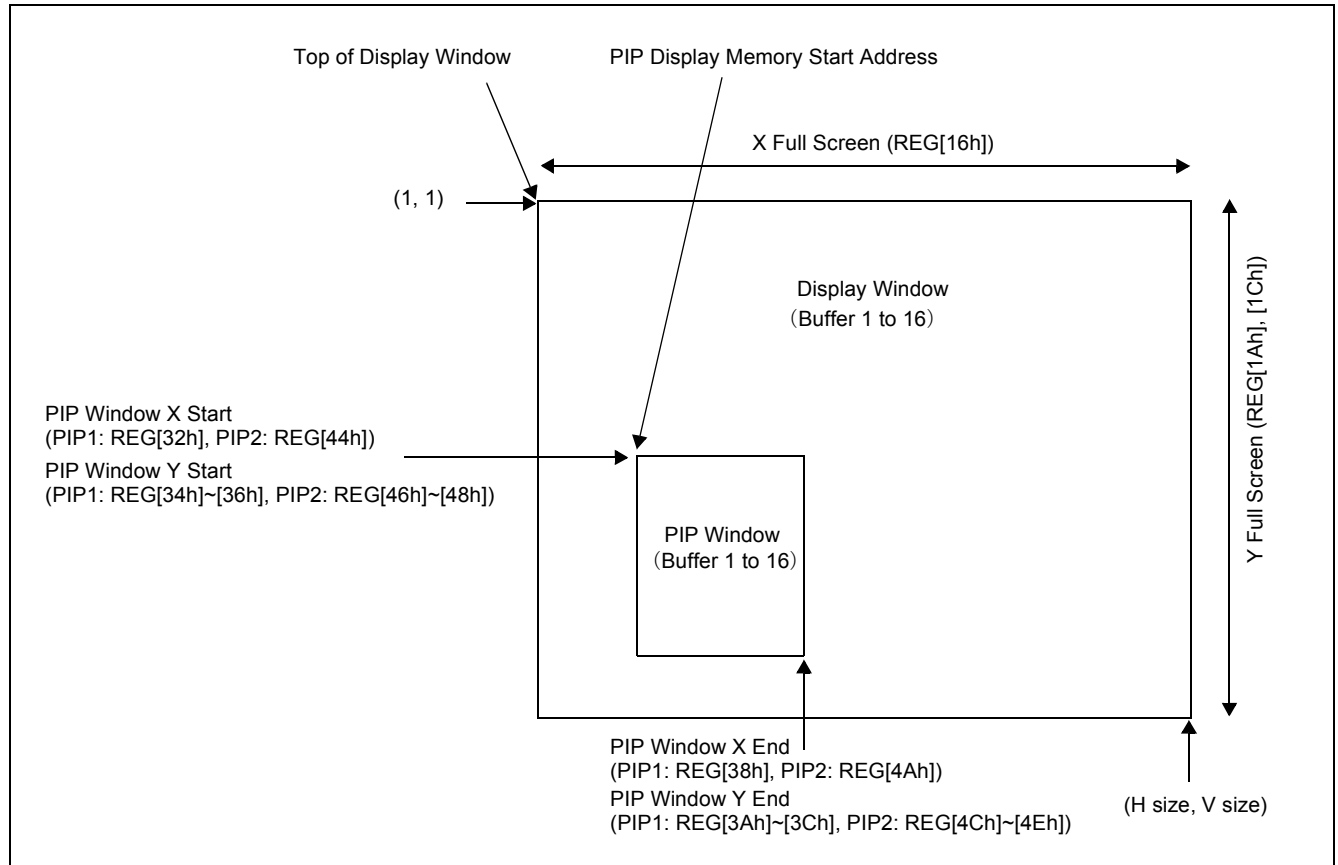 Top of Display Window
PIP Display Memory Start Address
X Full Screen (REG[16h])
(1, 1)
Display Window
（Buffer 1 to 16）
Y Full Screen (REG[1Ah], [1Ch])
PIP Window X Start
(PIP1: REG[32h], PIP2: REG[44h])
PIP Window Y Start
(PIP1: REG[34h]~[36h], PIP2: REG[46h]~[48h])
PIP Window
（Buffer 1 to 16）
PIP Window X End
(PIP1: REG[38h], PIP2: REG[4Ah])
PIP Window Y End
(PIP1: REG[3Ah]~[3Ch], PIP2: REG[4Ch]~[4Eh])
(H size, V size)